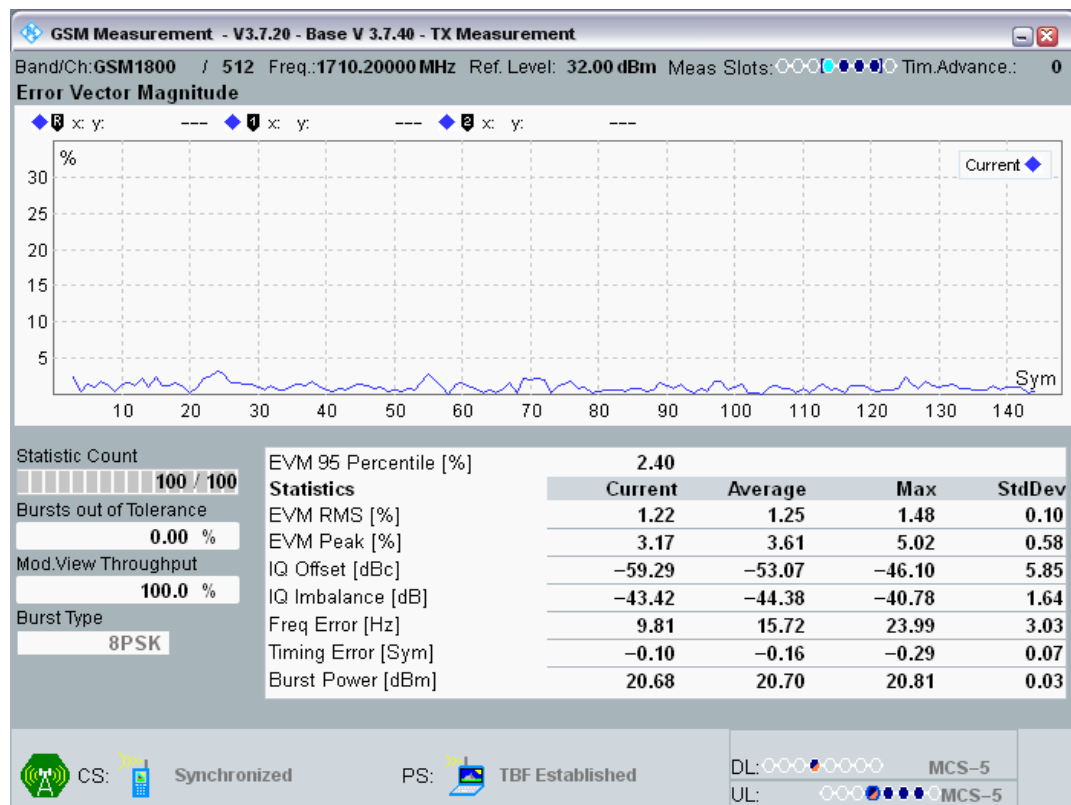 GSM Measurement - V3.7.20 - Base V 3.7.40 - TX Measurement
Band/Ch:GSM1800 / 512 Freq.:1710.20000MHz Ref. Level: 32.00 dBm Meas Slots: Tim.Advance.: 0
Error Vector Magnitude
R x: y: --- 1 x: y: --- 2 x: y: ---
%
Current
30
25
20
15
10
5
Sym
10 20 30 40 50 60 70 80 90 100 110 120 130 140
Statistic Count
100 / 100
Bursts out of Tolerance
0.00 %
Mod.View Throughput
100.0 %
Burst Type
8PSK
EVM 95 Percentile [%] 2.40
Statistics Current Average Max StdDev
EVM RMS [%] 1.22 1.25 1.48 0.10
EVM Peak [%] 3.17 3.61 5.02 0.58
IQ Offset [dBc] −59.29 −53.07 −46.10 5.85
IQ Imbalance [dB] −43.42 −44.38 −40.78 1.64
Freq Error [Hz] 9.81 15.72 23.99 3.03
Timing Error [Sym] −0.10 −0.16 −0.29 0.07
Burst Power [dBm] 20.68 20.70 20.81 0.03
CS: Synchronized PS: TBF Established
DL: MCS−5
UL: MCS−5